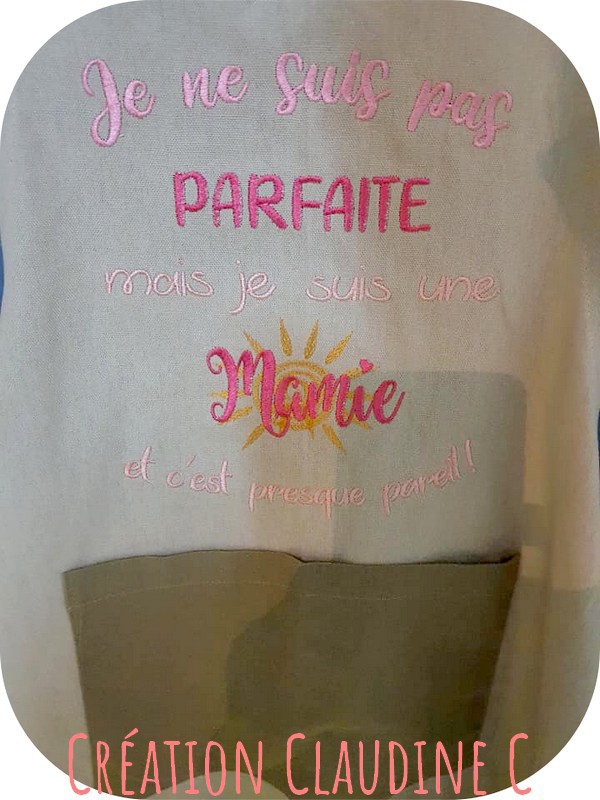 Je ne suis pas
PARFAITE
mais je suis une
Mamie
et c'est presque pareil!
CRÉATION CLAUDINE C